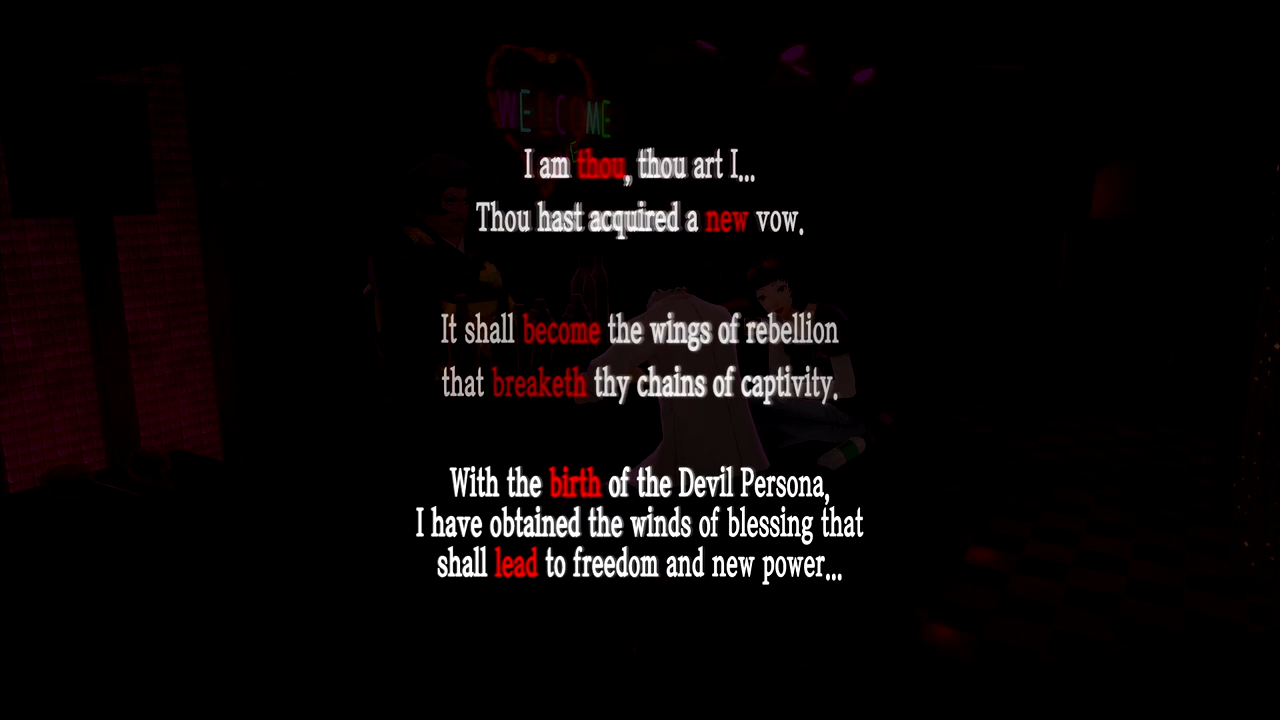 WELCOME
I am thou, thou art I...
Thou hast acquired a new vow.
It shall become the wings of rebellion
that breaketh thy chains of captivity.
With the birth of the Devil Persona,
I have obtained the winds of blessing that
shall lead to freedom and new power...